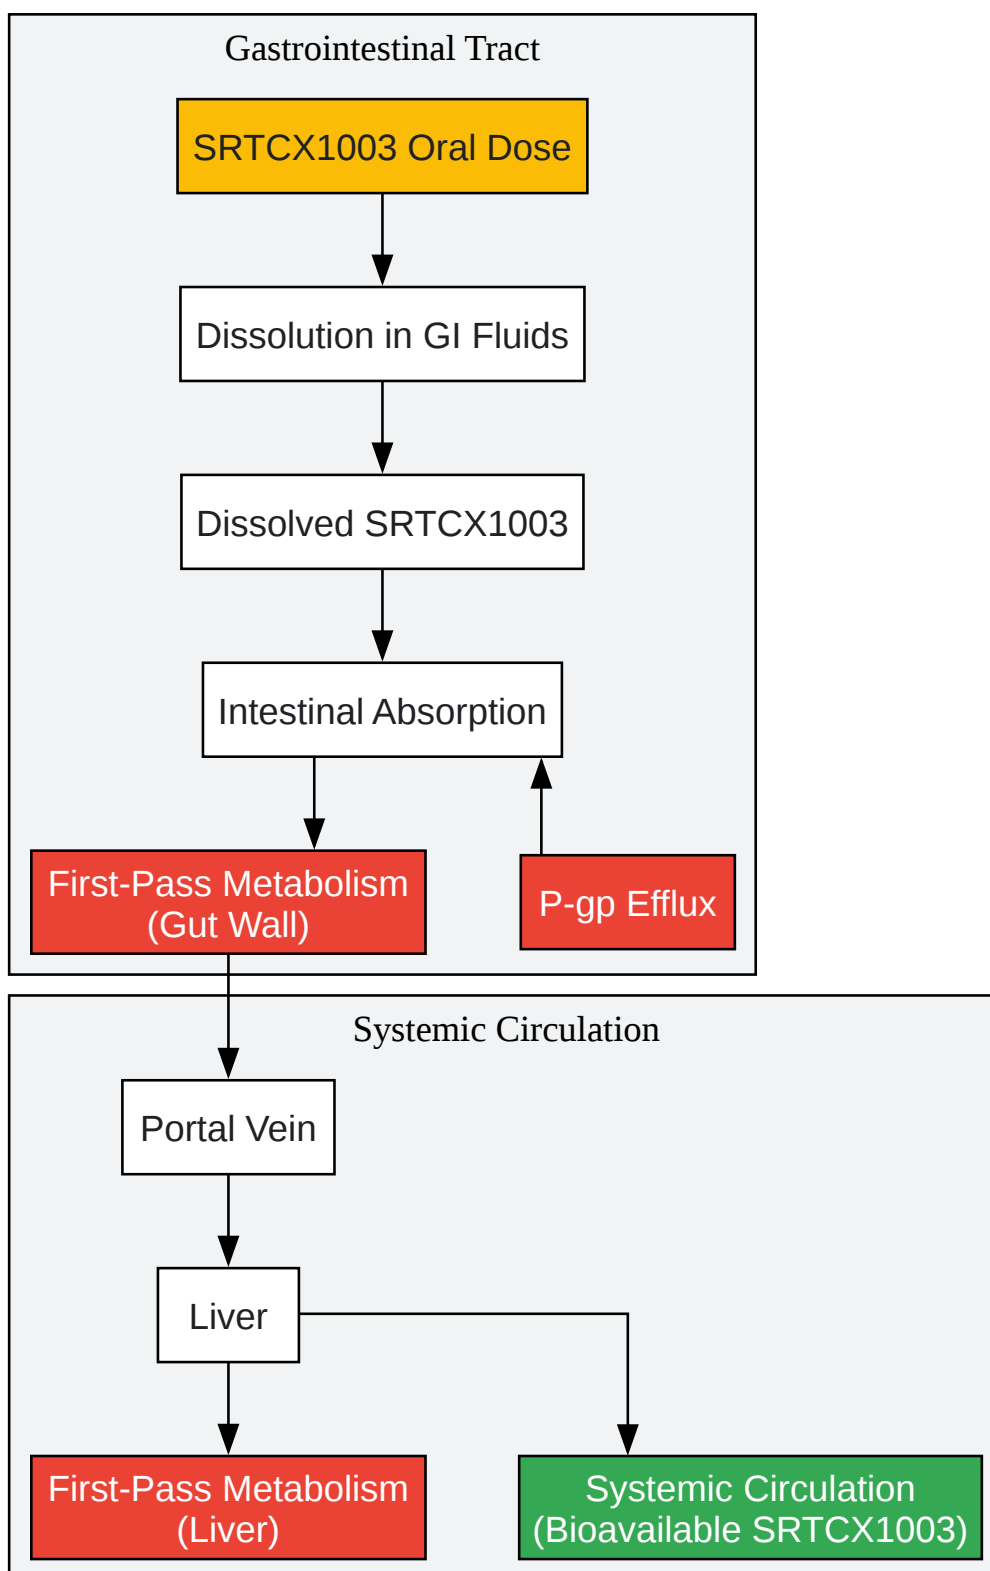 Gastrointestinal Tract
SRTCX1003 Oral Dose
Dissolution in GI Fluids
Dissolved SRTCX1003
Intestinal Absorption
First-Pass Metabolism
(Gut Wall)
P-gp Efflux
Systemic Circulation
Portal Vein
Liver
First-Pass Metabolism
(Liver)
Systemic Circulation
(Bioavailable SRTCX1003)